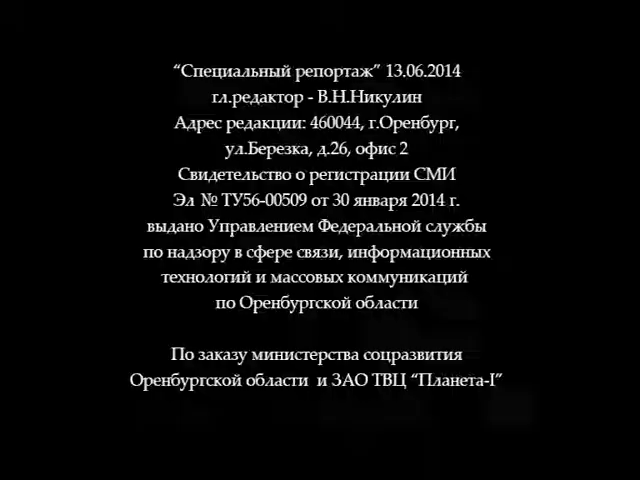 “Специальный репортаж” 13.06.2014
гл.редактор - В.Н.Никулин
Адрес редакции: 460044, г.Оренбург,
ул.Березка, д.26, офис 2
Свидетельство о регистрации СМИ
Эл № ТУ56-00509 от 30 января 2014 г.
выдано Управлением Федеральной службы
по надзору в сфере связи, информационных
технологий и массовых коммуникаций
по Оренбургской области
По заказу министерства соцразвития
Оренбургской области и ЗАО ТВЦ “Планета-I”